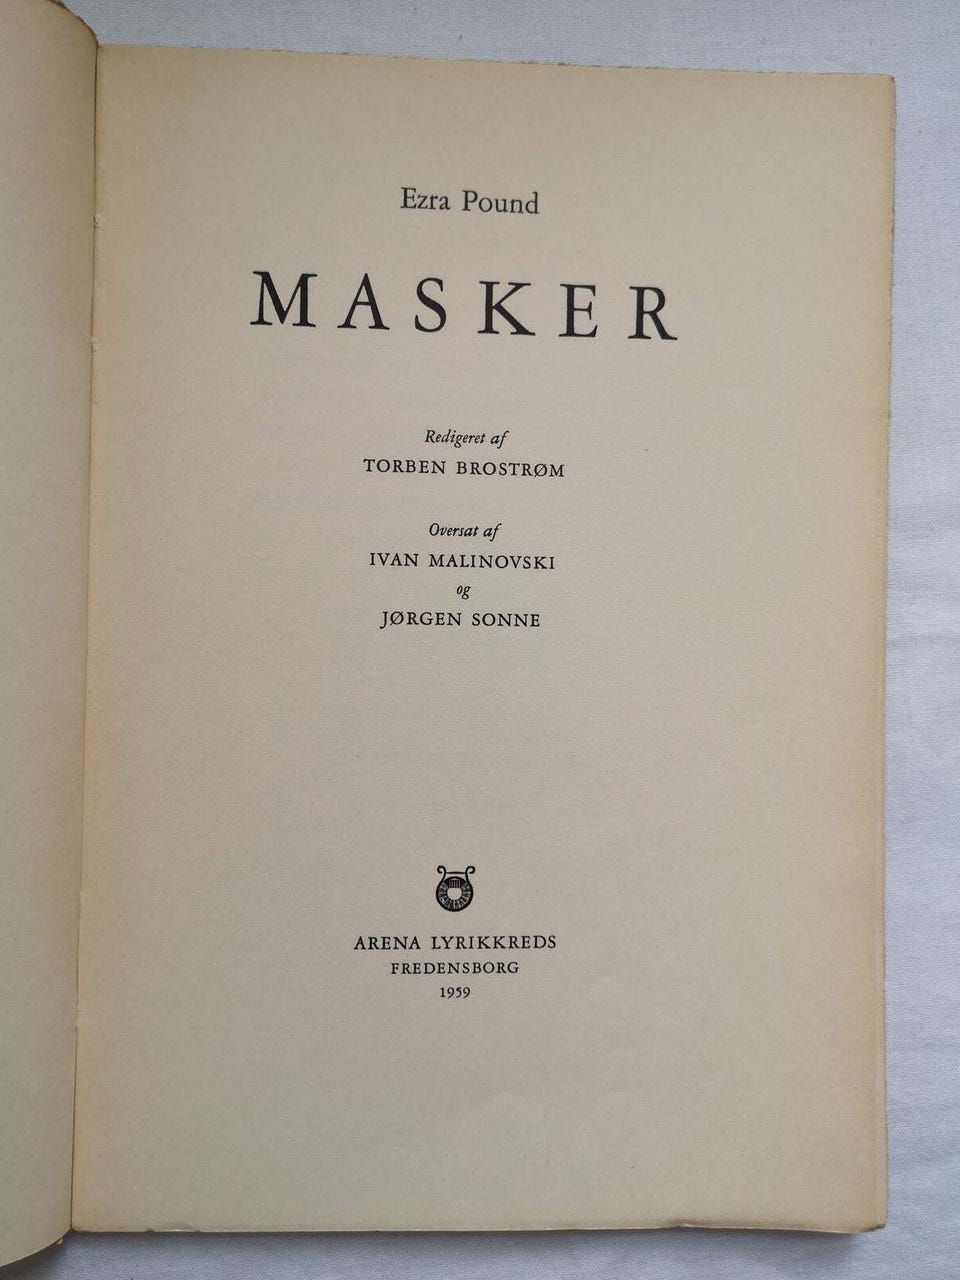 Ezra Pound
MASKER
Redigeret af
TORBEN BROSTRØM
Oversat af
IVAN MALINOVSKI
og
JØRGEN SONNE
ARENA LYRIKKREDS
FREDENSBORG
1959